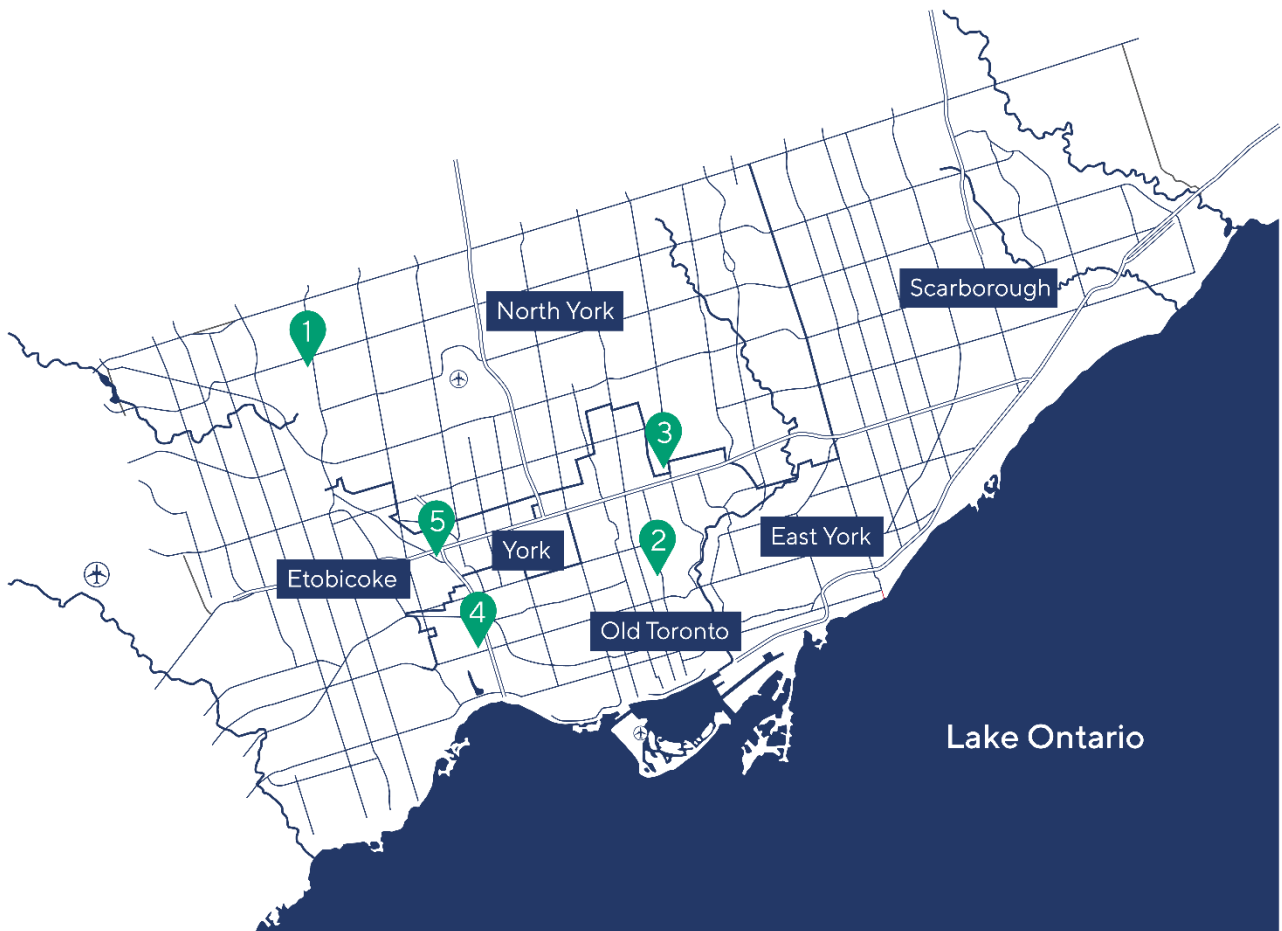 Scarborough
North York
1
3
5
2
York
East York
Etobicoke
4
Old Toronto
Lake Ontario